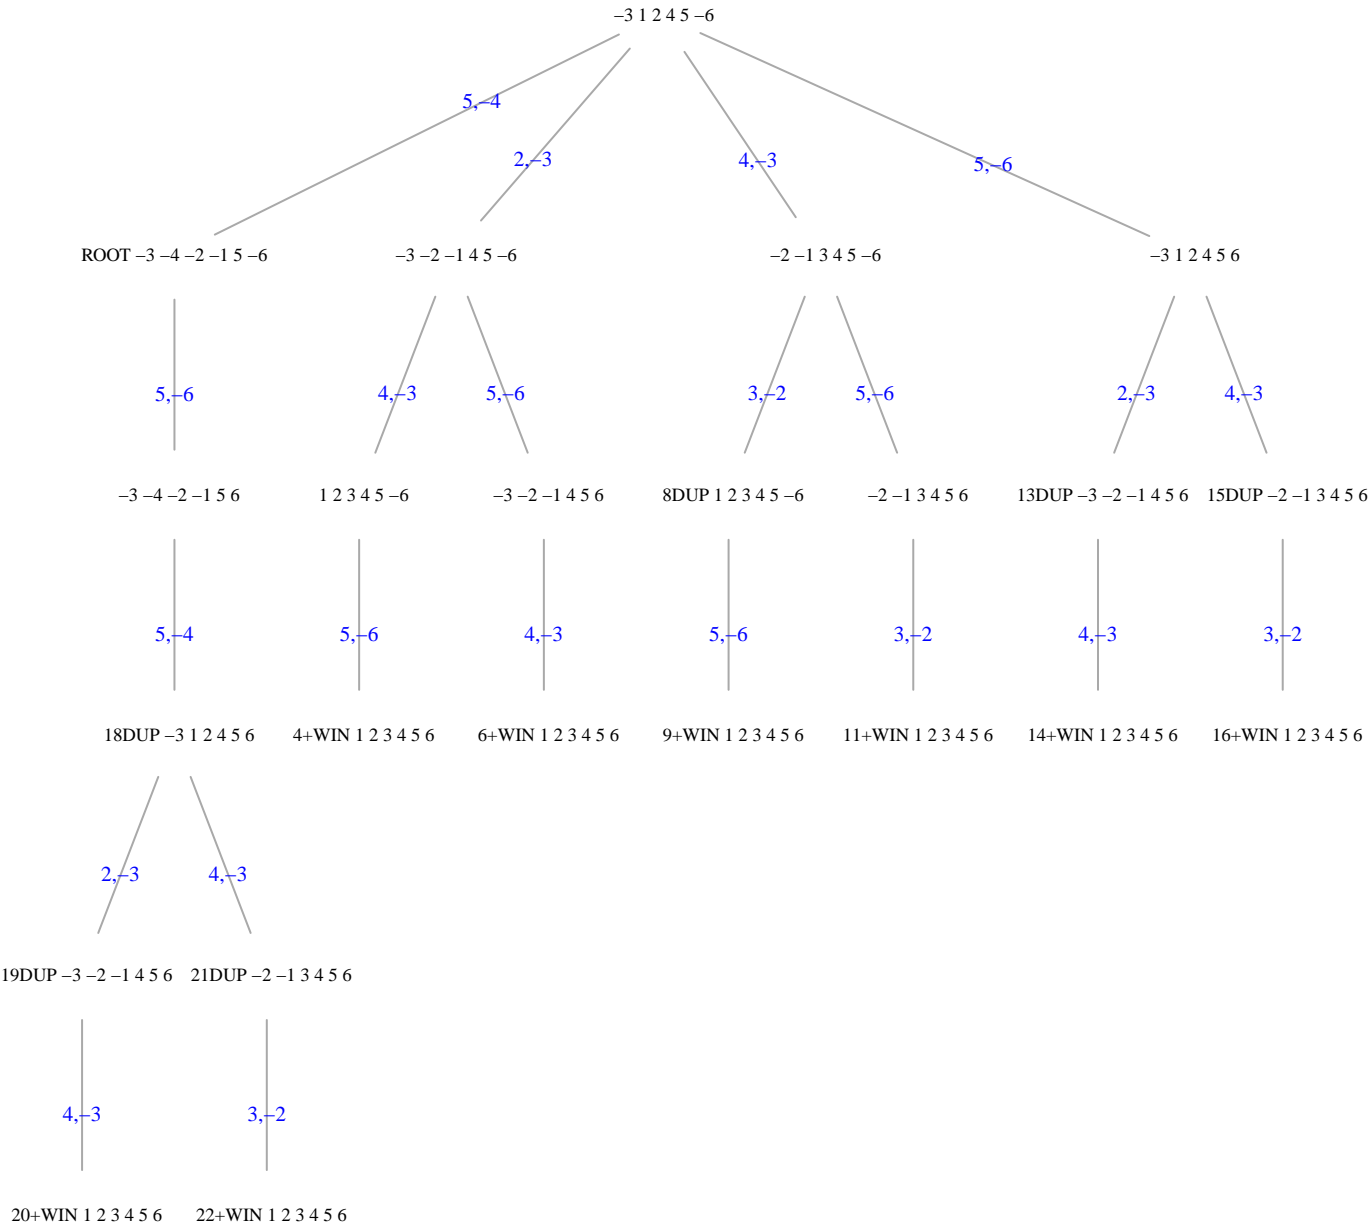 –3 1 2 4 5 –6
5,–4
2,–3
4,–3
5,–6
ROOT –3 –4 –2 –1 5 –6
–3 –2 –1 4 5 –6
–2 –1 3 4 5 –6
–3 1 2 4 5 6
5,–6
4,–3
5,–6
3,–2
5,–6
2,–3
4,–3
–3 –4 –2 –1 5 6
1 2 3 4 5 –6
–3 –2 –1 4 5 6
8DUP 1 2 3 4 5 –6
–2 –1 3 4 5 6
13DUP –3 –2 –1 4 5 6
15DUP –2 –1 3 4 5 6
5,–4
5,–6
4,–3
5,–6
3,–2
4,–3
3,–2
18DUP –3 1 2 4 5 6
4+WIN 1 2 3 4 5 6
6+WIN 1 2 3 4 5 6
9+WIN 1 2 3 4 5 6
11+WIN 1 2 3 4 5 6
14+WIN 1 2 3 4 5 6
16+WIN 1 2 3 4 5 6
2,–3
4,–3
19DUP –3 –2 –1 4 5 6
21DUP –2 –1 3 4 5 6
4,–3
3,–2
20+WIN 1 2 3 4 5 6
22+WIN 1 2 3 4 5 6